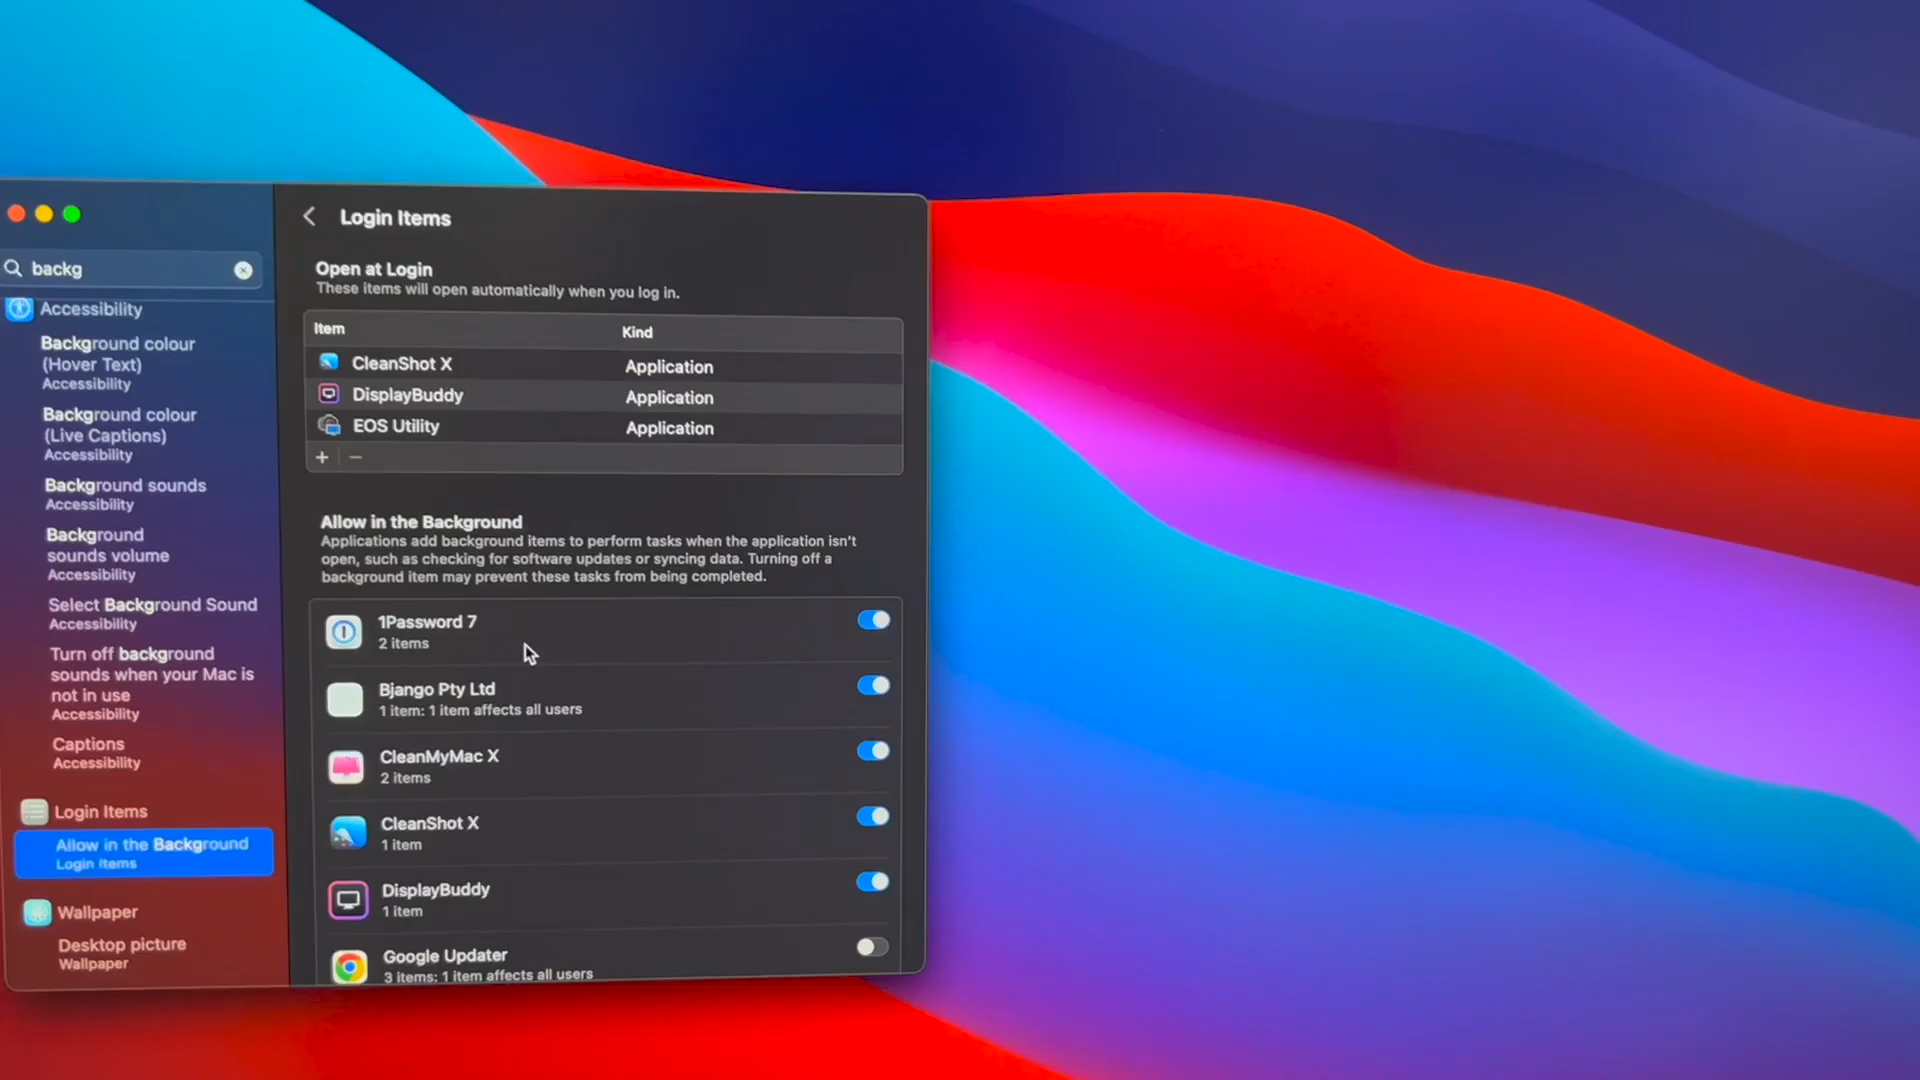 backg
Accessibility
Background colour
(Hover Text)
Accessibility
Background colour
(Live Captions)
Accessibility
Background sounds
Accessibility
Background
sounds volume
Accessibility
Select Background Sound
Accessibility
Turn off background
sounds when your Mac is
not in use
Accessibility
Captions
Accessibility
Login Items
Allow in the Background
Login Items
Wallpaper
Desktop picture
Wallpaper
Login Items
Open at Login
These items will open automatically when you log in.
Item Kind
CleanShot X Application
DisplayBuddy Application
EOS Utility Application
Allow in the Background
Applications add background items to perform tasks when the application isn't
open, such as checking for software updates or syncing data. Turning off a
background item may prevent these tasks from being completed.
1Password 7
2 items
Bjango Pty Ltd
1 item: 1 item affects all users
CleanMyMac X
2 items
CleanShot X
1 item
DisplayBuddy
1 item
Google Updater
3 items: 1 item affects all users